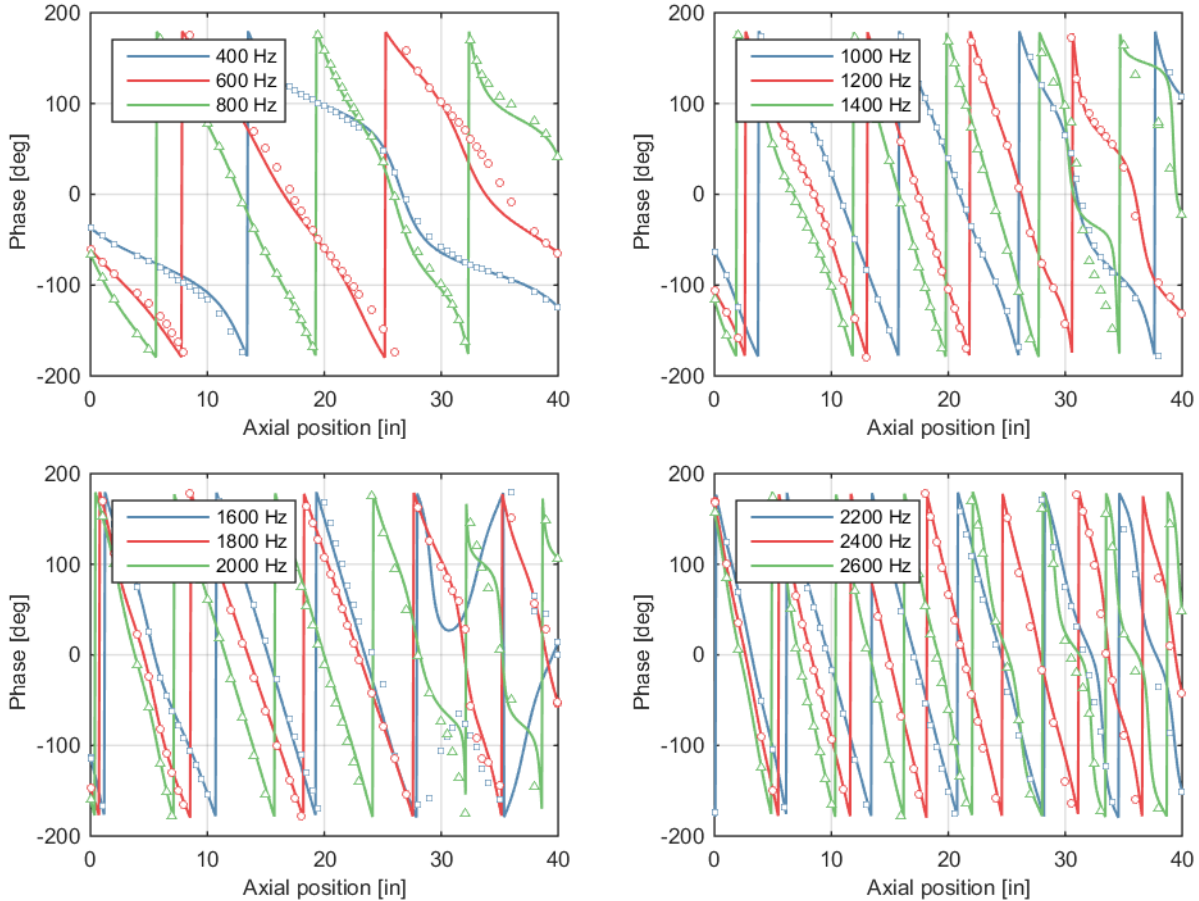 200
100
0
-100
-200
Phase [deg]
400 Hz
600 Hz
800 Hz
0 10 20 30 40
Axial position [in]
200
100
0
-100
-200
Phase [deg]
1000 Hz
1200 Hz
1400 Hz
0 10 20 30 40
Axial position [in]
200
100
0
-100
-200
Phase [deg]
1600 Hz
1800 Hz
2000 Hz
0 10 20 30 40
Axial position [in]
200
100
0
-100
-200
Phase [deg]
2200 Hz
2400 Hz
2600 Hz
0 10 20 30 40
Axial position [in]